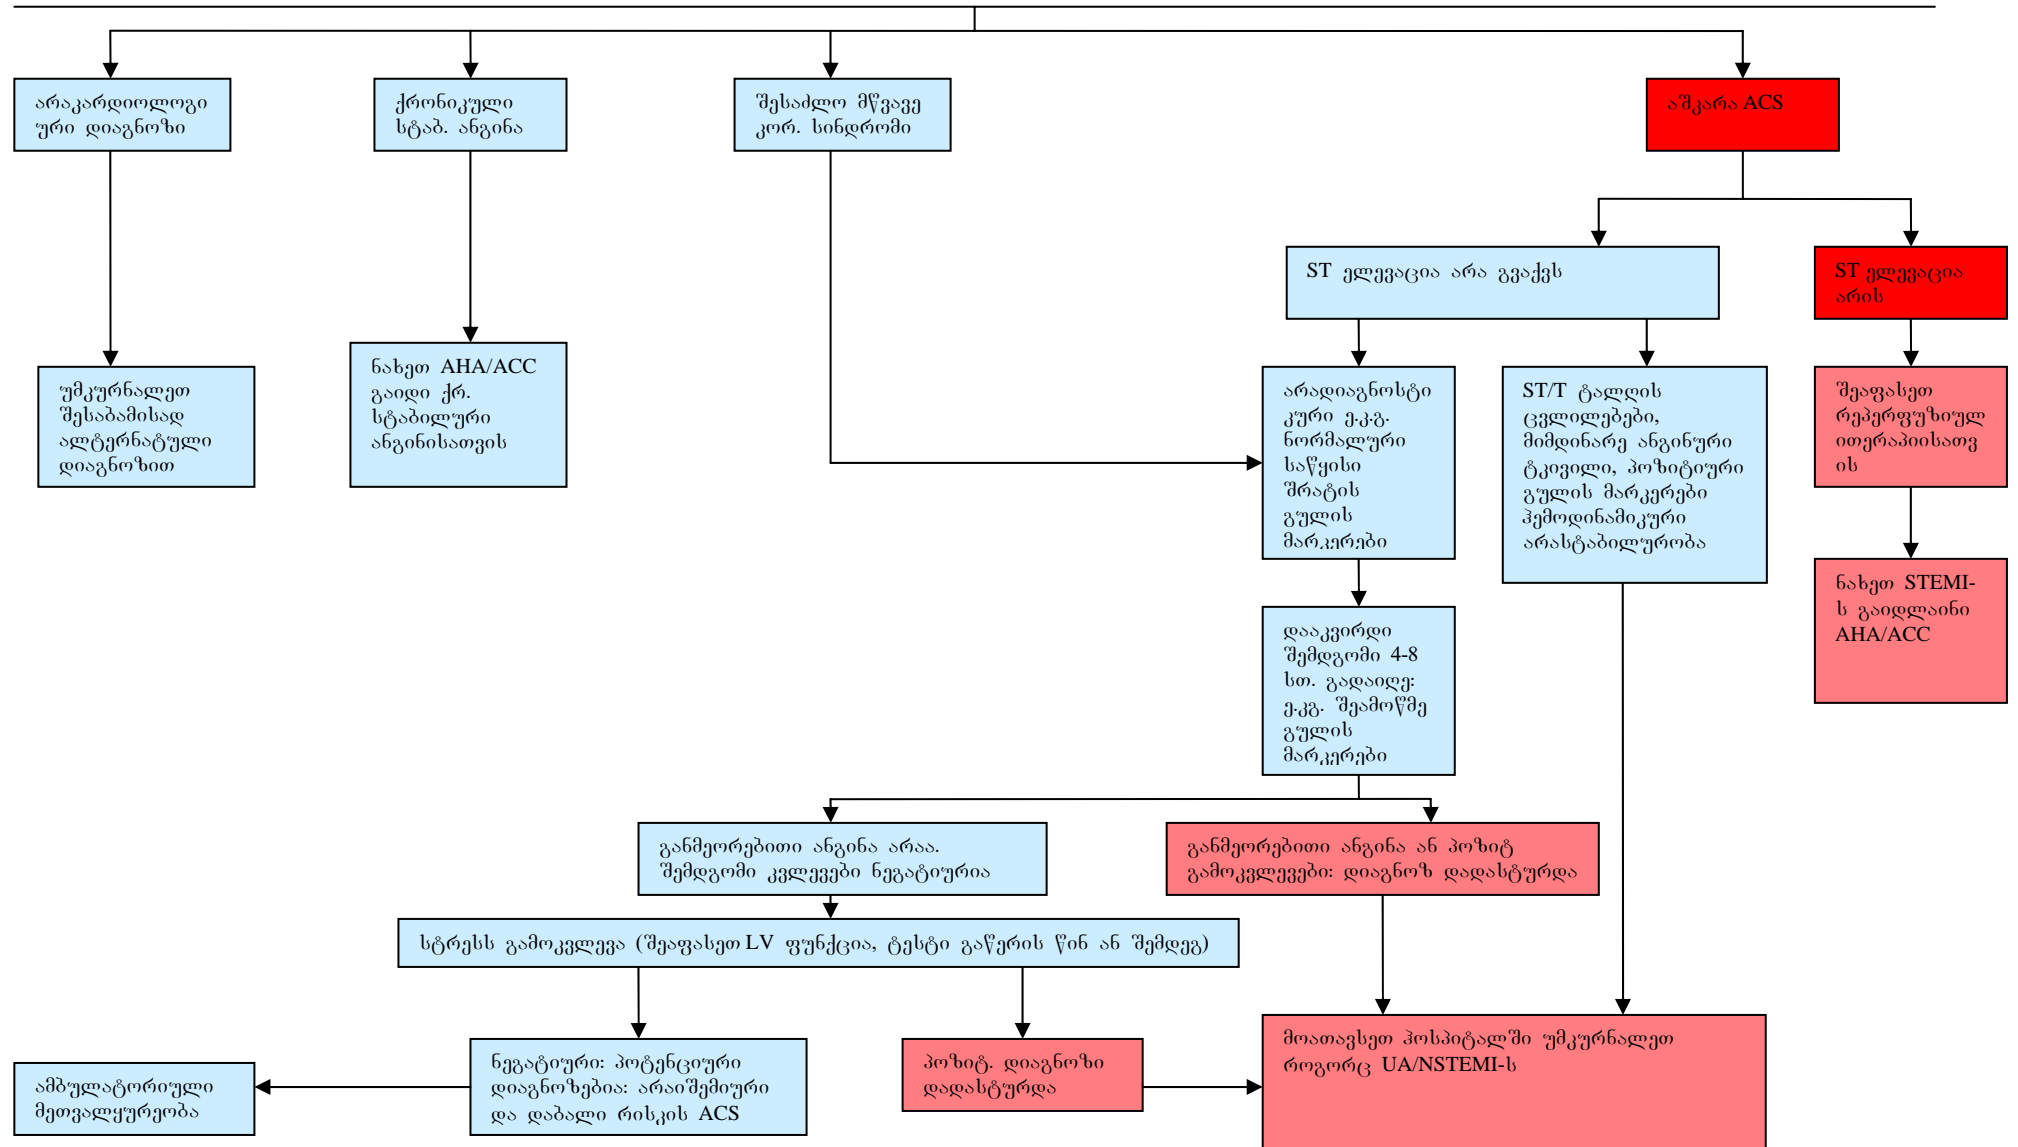 არაკარდიოლოგი
ური დიაგნოზი
ქრონიკული
სტაბ. ანგინა
შესაძლო მწვავე
კორ. სინდრომი
აშკარა ACS
ST ელევაცია არა გვაქვს
ST ელევაცია
არის
უმკურნალეთ
შესაბამისად
ალტერნატული
დიაგნოზით
ნახეთ AHA/ACC
გაიდი ქრ.
სტაბილური
ანგინისათვის
არადიაგნოსტი
კური ე.კ.გ.
ნორმალური
საწყისი
შრატის
გულის
მარკერები
ST/T ტალღის
ცვლილებები,
მიმდინარე ანგინური
ტკივილი, პოზიტიური
გულის მარკერები
ჰემოდინამიკური
არასტაბილურობა
შეაფასეთ
რეპერფუზიულ
ითერაპიისათვ
ის
ნახეთ STEMI-
ს გაიდლაინი
AHA/ACC
დააკვირდი
შემდგომი 4-8
სთ. გადაიღე:
ე.კგ. შეამოწმე
გულის
მარკერები
განმეორებითი ანგინა არაა.
შემდგომი კვლევები ნეგატიურია
განმეორებითი ანგინა ან პოზიტ
გამოკვლევები: დიაგნოზ დადასტურდა
სტრესს გამოკვლევა (შეაფასეთ LV ფუნქცია, ტესტი გაწერის წინ ან შემდეგ)
ამბულატორიული
მეთვალყურეობა
ნეგატიური: პოტენციური
დიაგნოზებია: არაიშემიური
და დაბალი რისკის ACS
პოზიტ. დიაგნოზი
დადასტურდა
მოათავსეთ ჰოსპიტალში უმკურნალეთ
როგორც UA/NSTEMI-ს